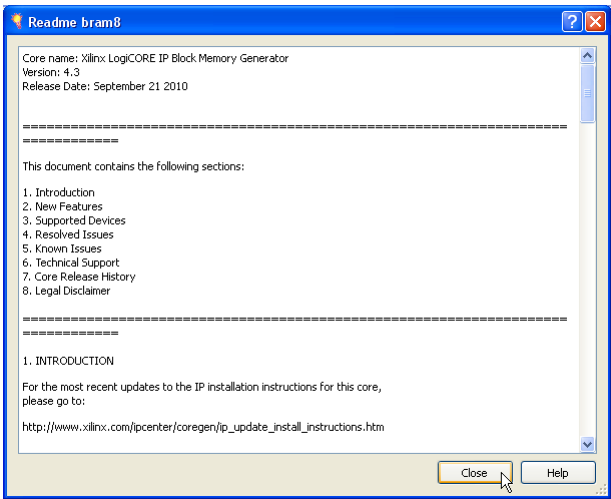 Readme bram8
Core name: Xilinx LogiCORE IP Block Memory Generator
Version: 4.3
Release Date: September 21 2010
====================================================================
============
This document contains the following sections:
1. Introduction
2. New Features
3. Supported Devices
4. Resolved Issues
5. Known Issues
6. Technical Support
7. Core Release History
8. Legal Disclaimer
====================================================================
============
1. INTRODUCTION
For the most recent updates to the IP installation instructions for this core,
please go to:
http://www.xilinx.com/ipcenter/coregen/ip_update_install_instructions.htm
Close
Help